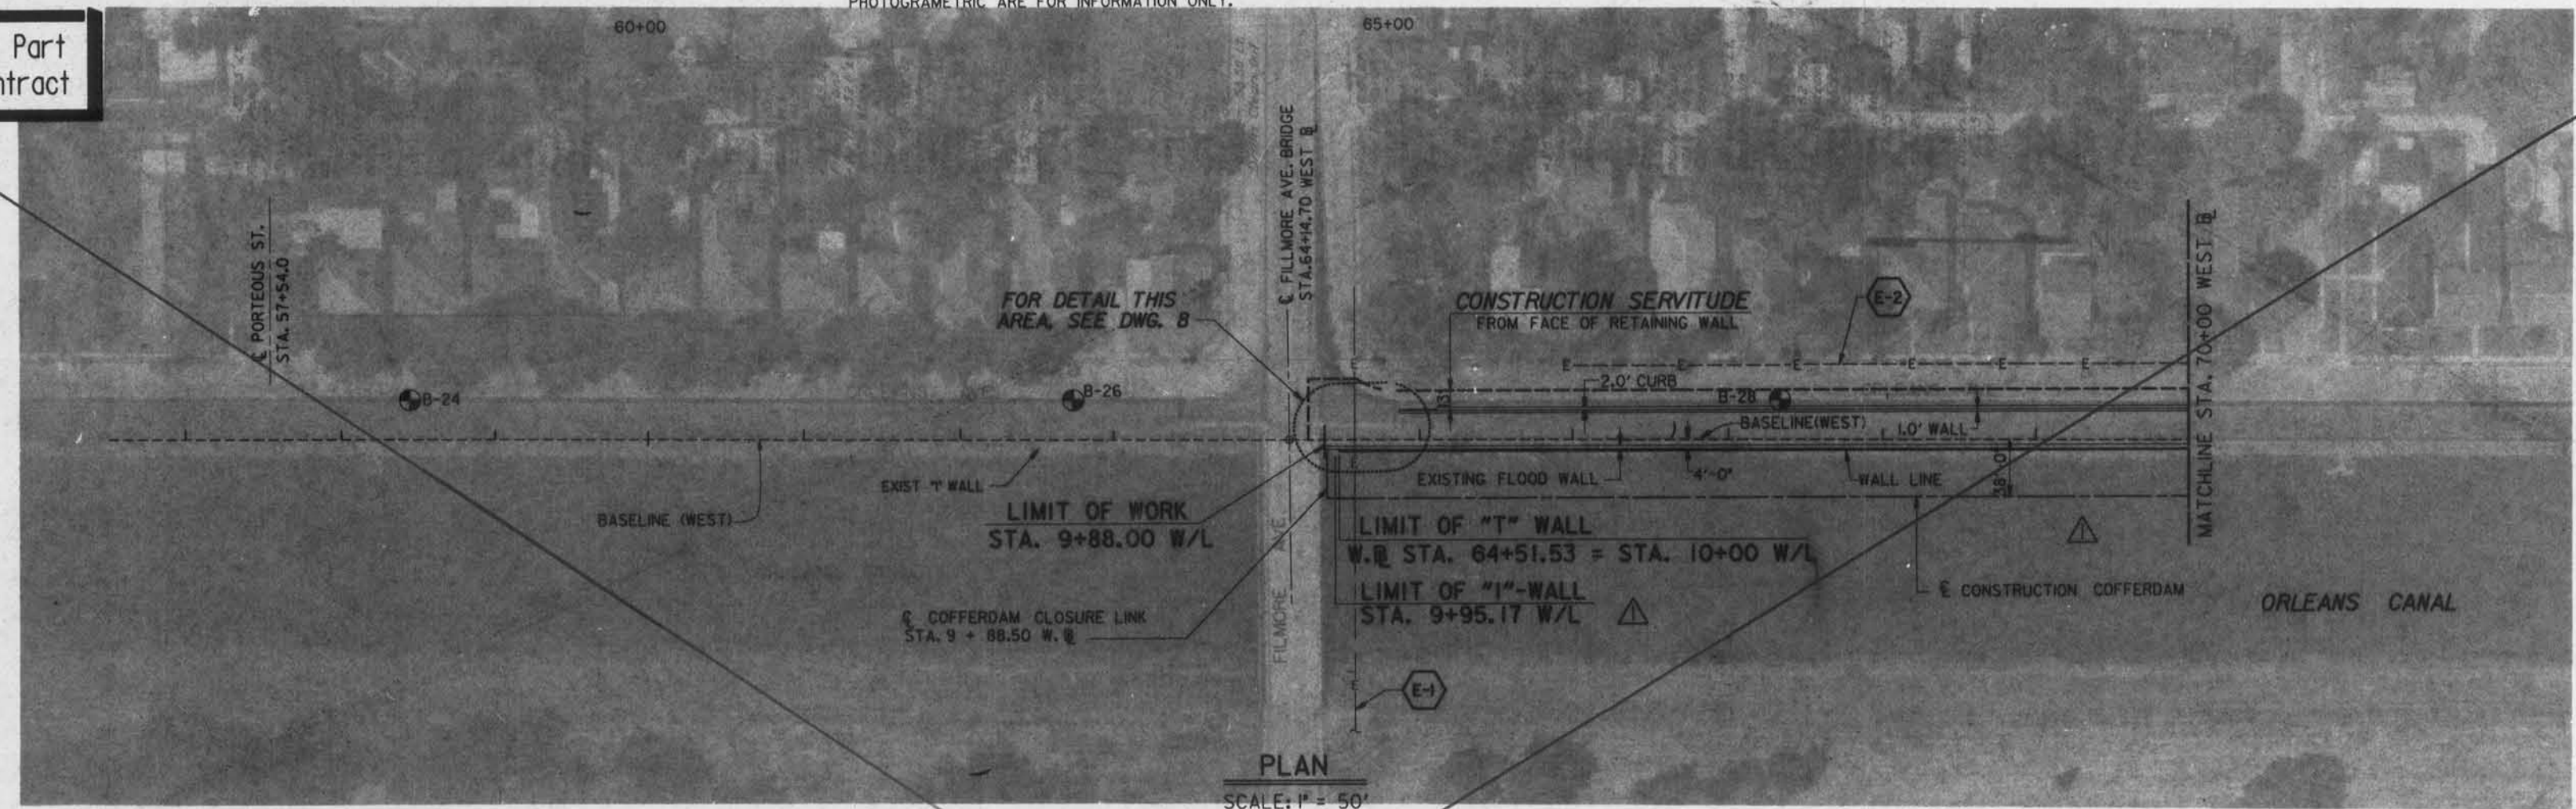 PHOTOGRAMETRIC ARE FOR INFORMATION ONLY.
Part
ntract
60+00
65+00
℄ PORTEOUS ST.
STA. 57+54.0
℄ FILLMORE AVE. BRIDGE
STA.64+14.70 WEST ℄
FOR DETAIL THIS
AREA, SEE DWG. 8
CONSTRUCTION SERVITUDE
FROM FACE OF RETAINING WALL
E-2
E E E E E E
B-24
B-26
2.0' CURB
B-28
13'
BASELINE(WEST)
1.0' WALL
EXIST "I" WALL
EXISTING FLOOD WALL
4'-0"
WALL LINE
38'-0"
BASELINE (WEST)
LIMIT OF WORK
STA. 9+88.00 W/L
LIMIT OF "T" WALL
W.℄ STA. 64+51.53 = STA. 10+00 W/L
LIMIT OF "I"-WALL
STA. 9+95.17 W/L
1
1
℄ CONSTRUCTION COFFERDAM
MATCHLINE STA. 70+00 WEST ℄
ORLEANS CANAL
℄ COFFERDAM CLOSURE LINK
STA. 9 + 88.50 W.℄
FILMORE AVE
E
E
E-1
PLAN
SCALE: 1" = 50'